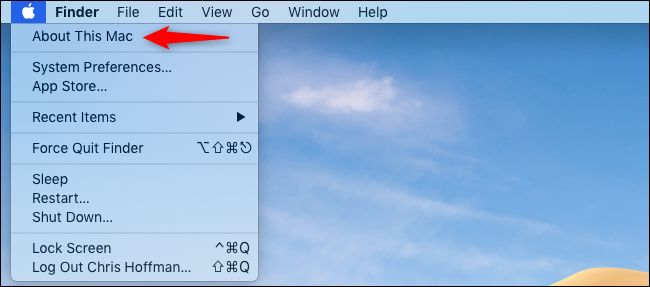 Finder File Edit View Go Window Help
About This Mac
System Preferences...
App Store...
Recent Items ▶
Force Quit Finder ⌥⇧⌘⎋
Sleep
Restart...
Shut Down...
Lock Screen ^⌘Q
Log Out Chris Hoffman... ⇧⌘Q